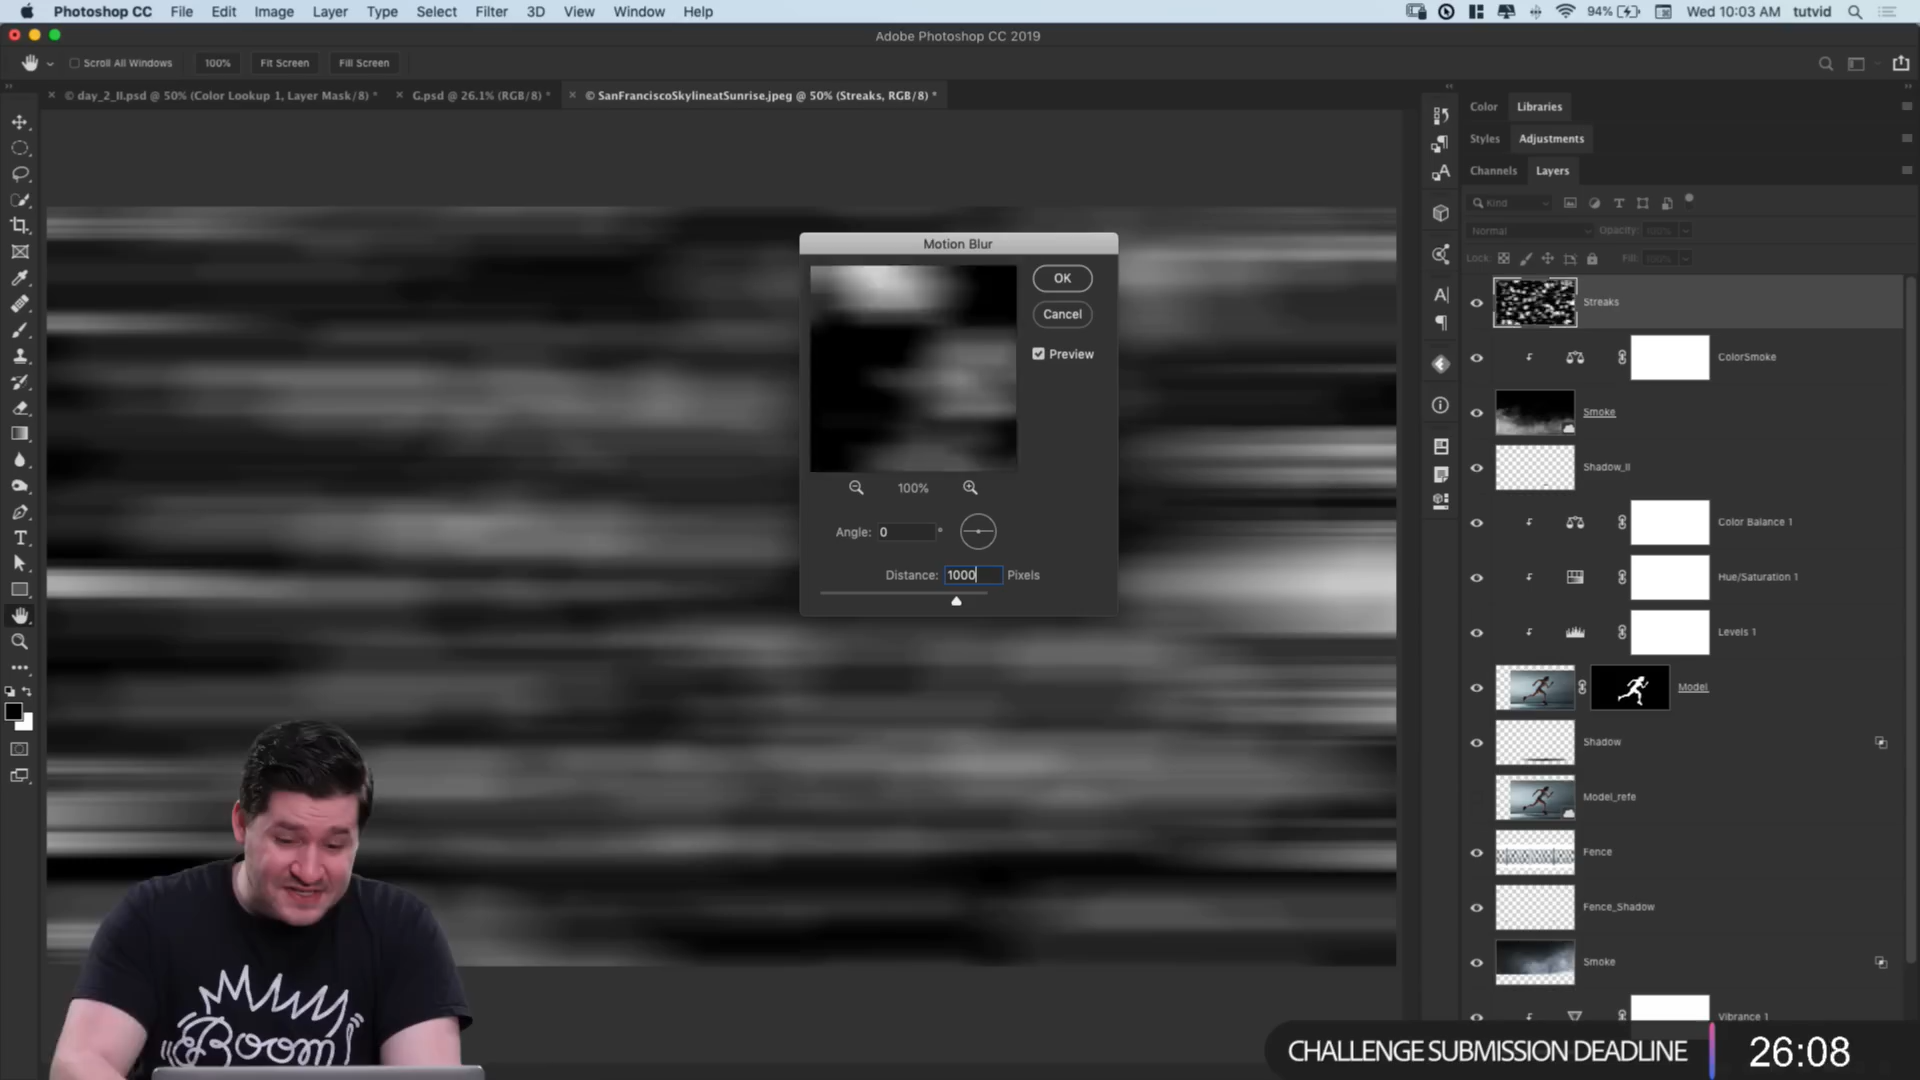 Photoshop CC File Edit Image Layer Type Select Filter 3D View Window Help 94% Wed 10:03 AM tutvid
Adobe Photoshop CC 2019
Scroll All Windows 100% Fit Screen Fill Screen
× © day_2_II.psd @ 50% (Color Lookup 1, Layer Mask/8) * × G.psd @ 26.1% (RGB/8) * × © SanFranciscoSkylineatSunrise.jpeg @ 50% (Streaks, RGB/8) *
Color Libraries
Styles Adjustments
Channels Layers
Kind
Normal Opacity: 100%
Lock: Fill: 100%
Streaks
ColorSmoke
Smoke
Shadow_II
Color Balance 1
Hue/Saturation 1
Levels 1
Model
Shadow
Model_refe
Fence
Fence_Shadow
Smoke
Vibrance 1
Motion Blur
OK
Cancel
Preview
100%
Angle: 0 °
Distance: 1000 Pixels
Boom!
CHALLENGE SUBMISSION DEADLINE 26:08